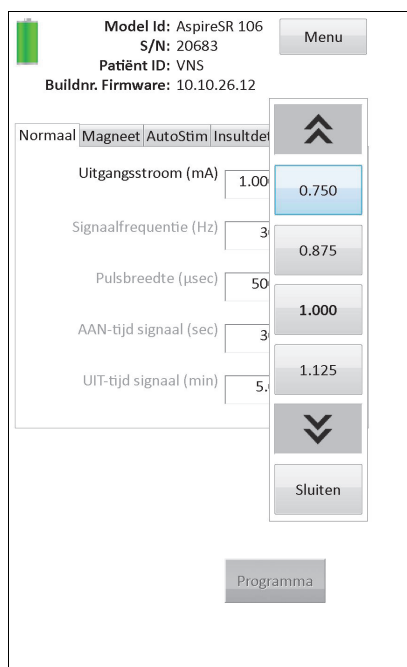 Model Id: AspireSR 106
Menu
S/N: 20683
Patiënt ID: VNS
Buildnr. Firmware: 10.10.26.12
Normaal Magneet AutoStim
Uitgangsstroom (mA)
0.750
Signaalfrequentie (Hz)
0.875
Pulsbreedte (µsec)
1.000
AAN-tijd signaal (sec)
1.125
UIT-tijd signaal (min)
Sluiten
Programma